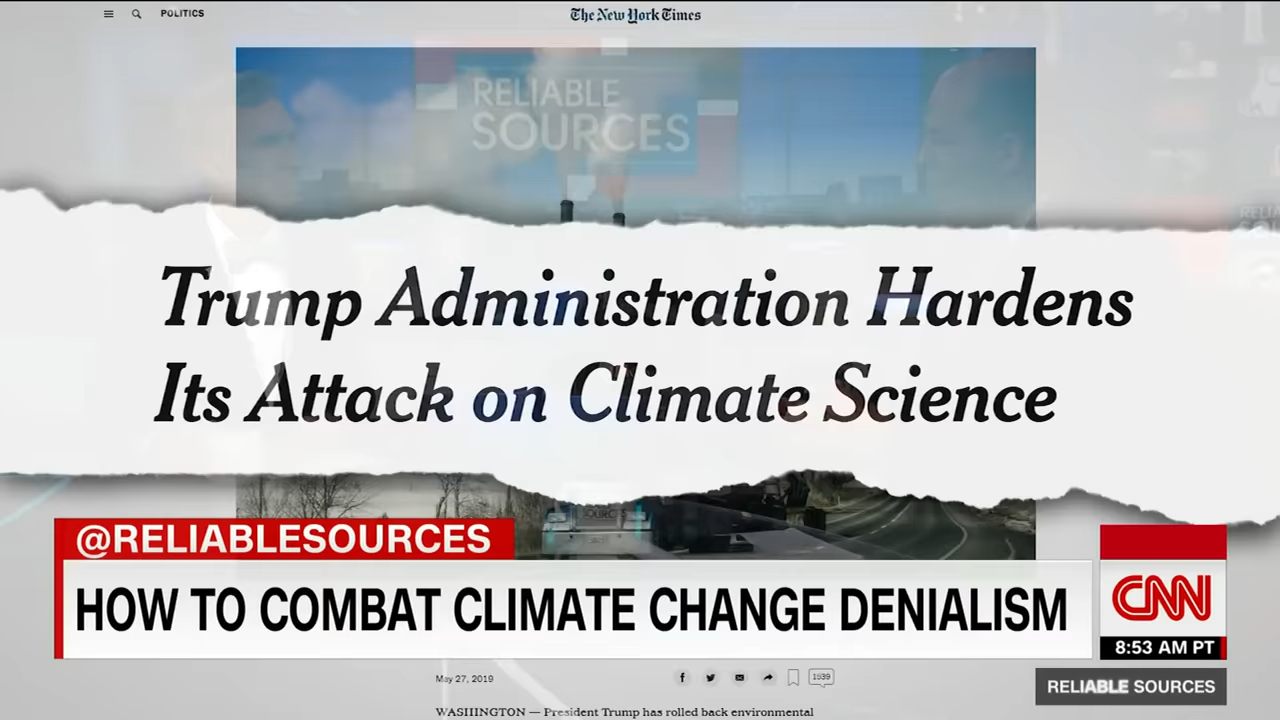 POLITICS
The New York Times
RELIABLE
SOURCES
Trump Administration Hardens
Its Attack on Climate Science
@RELIABLESOURCES
HOW TO COMBAT CLIMATE CHANGE DENIALISM
CNN
8:53 AM PT
May 27, 2019
1539
RELIABLE SOURCES
WASHINGTON — President Trump has rolled back environmental